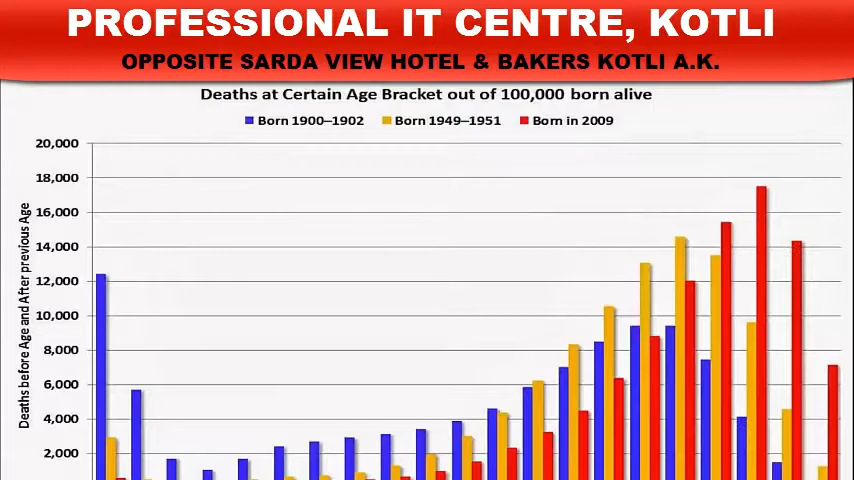 PROFESSIONAL IT CENTRE, KOTLI
OPPOSITE SARDA VIEW HOTEL & BAKERS KOTLI A.K.
Deaths at Certain Age Bracket out of 100,000 born alive
Born 1900–1902 Born 1949–1951 Born in 2009
Deaths before Age and After previous Age
20,000
18,000
16,000
14,000
12,000
10,000
8,000
6,000
4,000
2,000